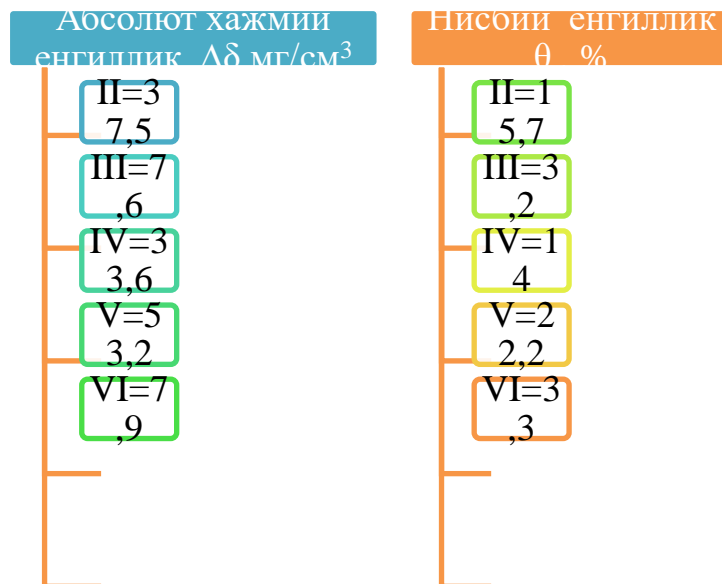 Абсолют хажмий
енгиллик Δδ мг/см³
II=3
7,5
III=7
,6
IV=3
3,6
V=5
3,2
VI=7
,9
Нисбий енгиллик
θ %
II=1
5,7
III=3
,2
IV=1
4
V=2
2,2
VI=3
,3